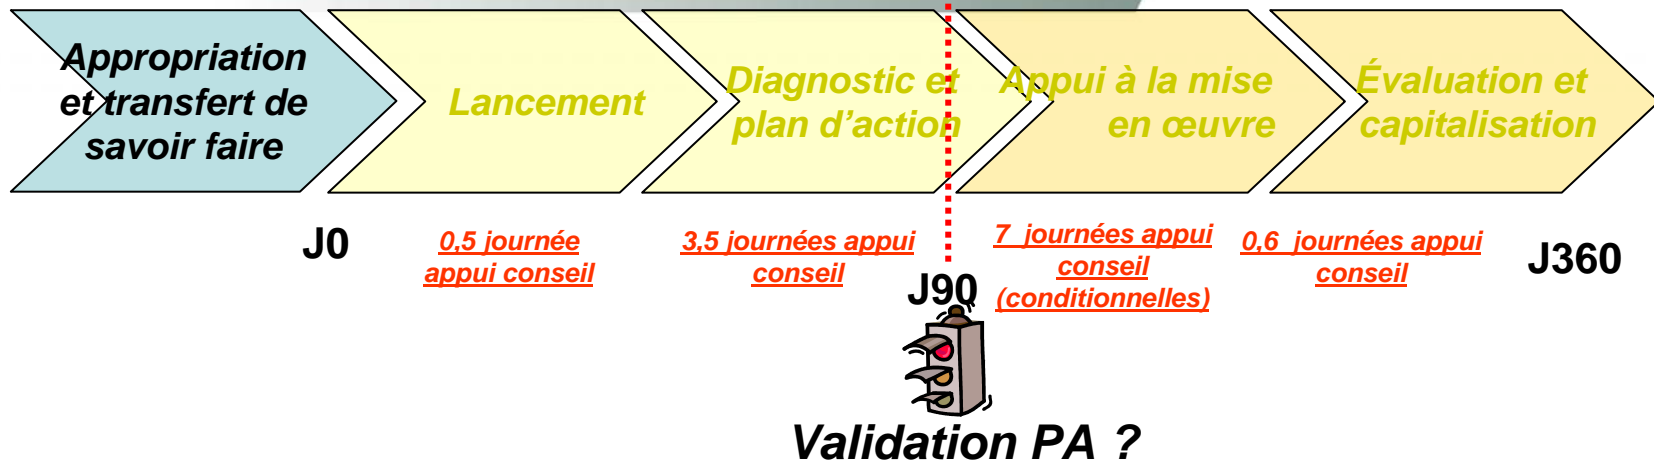 Appropriation
et transfert de
savoir faire
Lancement
Diagnostic et
plan d’action
Appui à la mise
en œuvre
Évaluation et
capitalisation
J0
0,5 journée
appui conseil
3,5 journées appui
conseil
J90
7 journées appui
conseil
(conditionnelles)
0,6 journées appui
conseil
J360
Validation PA ?